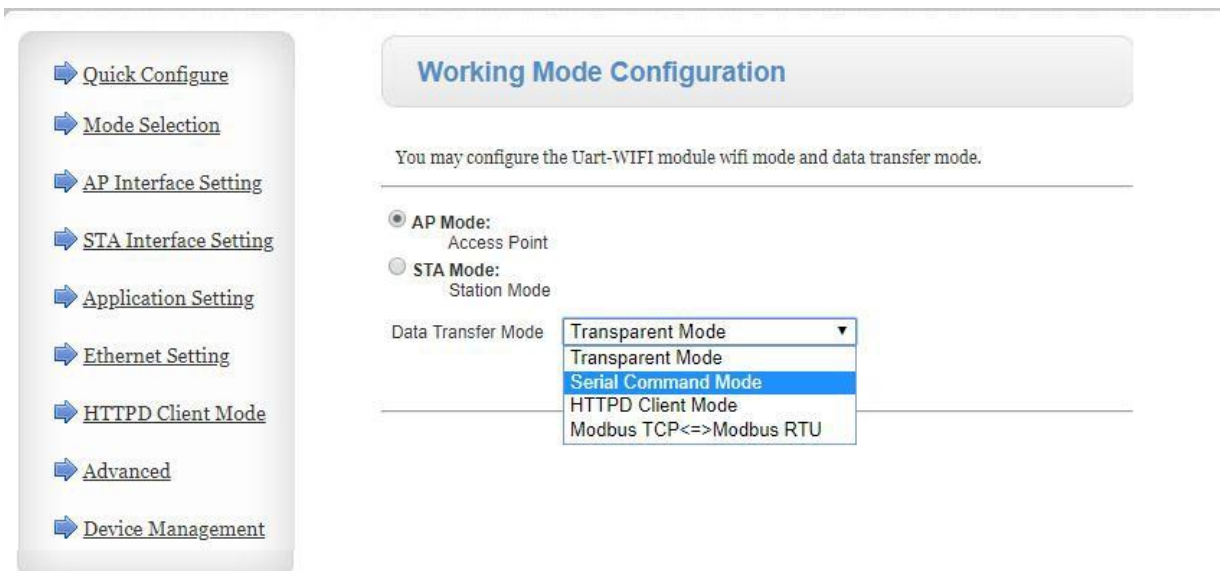 Quick Configure
Mode Selection
AP Interface Setting
STA Interface Setting
Application Setting
Ethernet Setting
HTTPD Client Mode
Advanced
Device Management
Working Mode Configuration
You may configure the Uart-WIFI module wifi mode and data transfer mode.
AP Mode:
Access Point
STA Mode:
Station Mode
Data Transfer Mode Transparent Mode
Transparent Mode
Serial Command Mode
HTTPD Client Mode
Modbus TCP<=>Modbus RTU